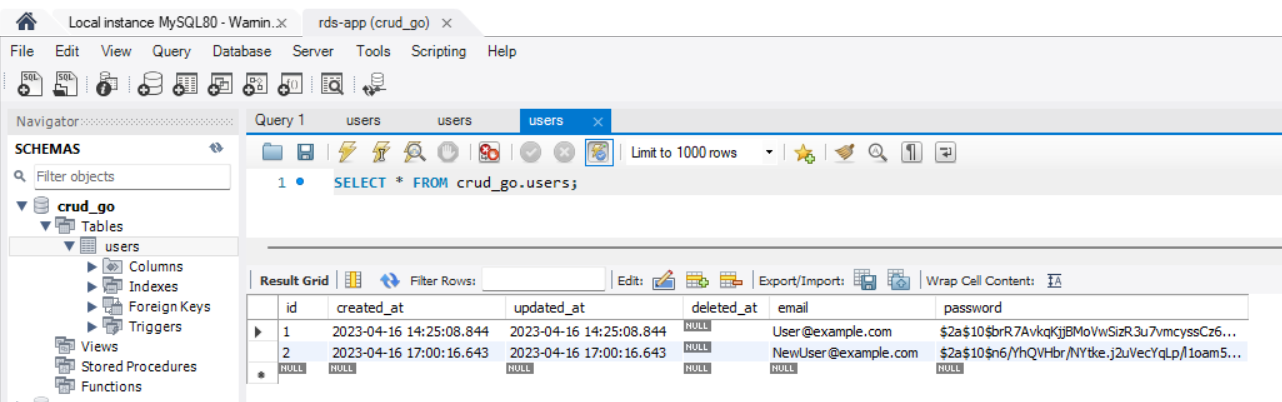 Local instance MySQL80 - Warnin. rds-app (crud_go)
File Edit View Query Database Server Tools Scripting Help
Navigator
SCHEMAS
Filter objects
crud_go
Tables
users
Columns
Indexes
Foreign Keys
Triggers
Views
Stored Procedures
Functions
Query 1 users users users
Limit to 1000 rows
1 SELECT * FROM crud_go.users;
Result Grid Filter Rows: Edit: Export/Import: Wrap Cell Content:
id created_at updated_at deleted_at email password
1 2023-04-16 14:25:08.844 2023-04-16 14:25:08.844 NULL User@example.com $2a$10$brR7AvkqKjjBMoVwSizR3u7vmcyssCz6...
2 2023-04-16 17:00:16.643 2023-04-16 17:00:16.643 NULL NewUser@example.com $2a$10$n6/YhQVHbr/NYtke.j2uVecYqLp/l1oam5...
NULL NULL NULL NULL NULL NULL